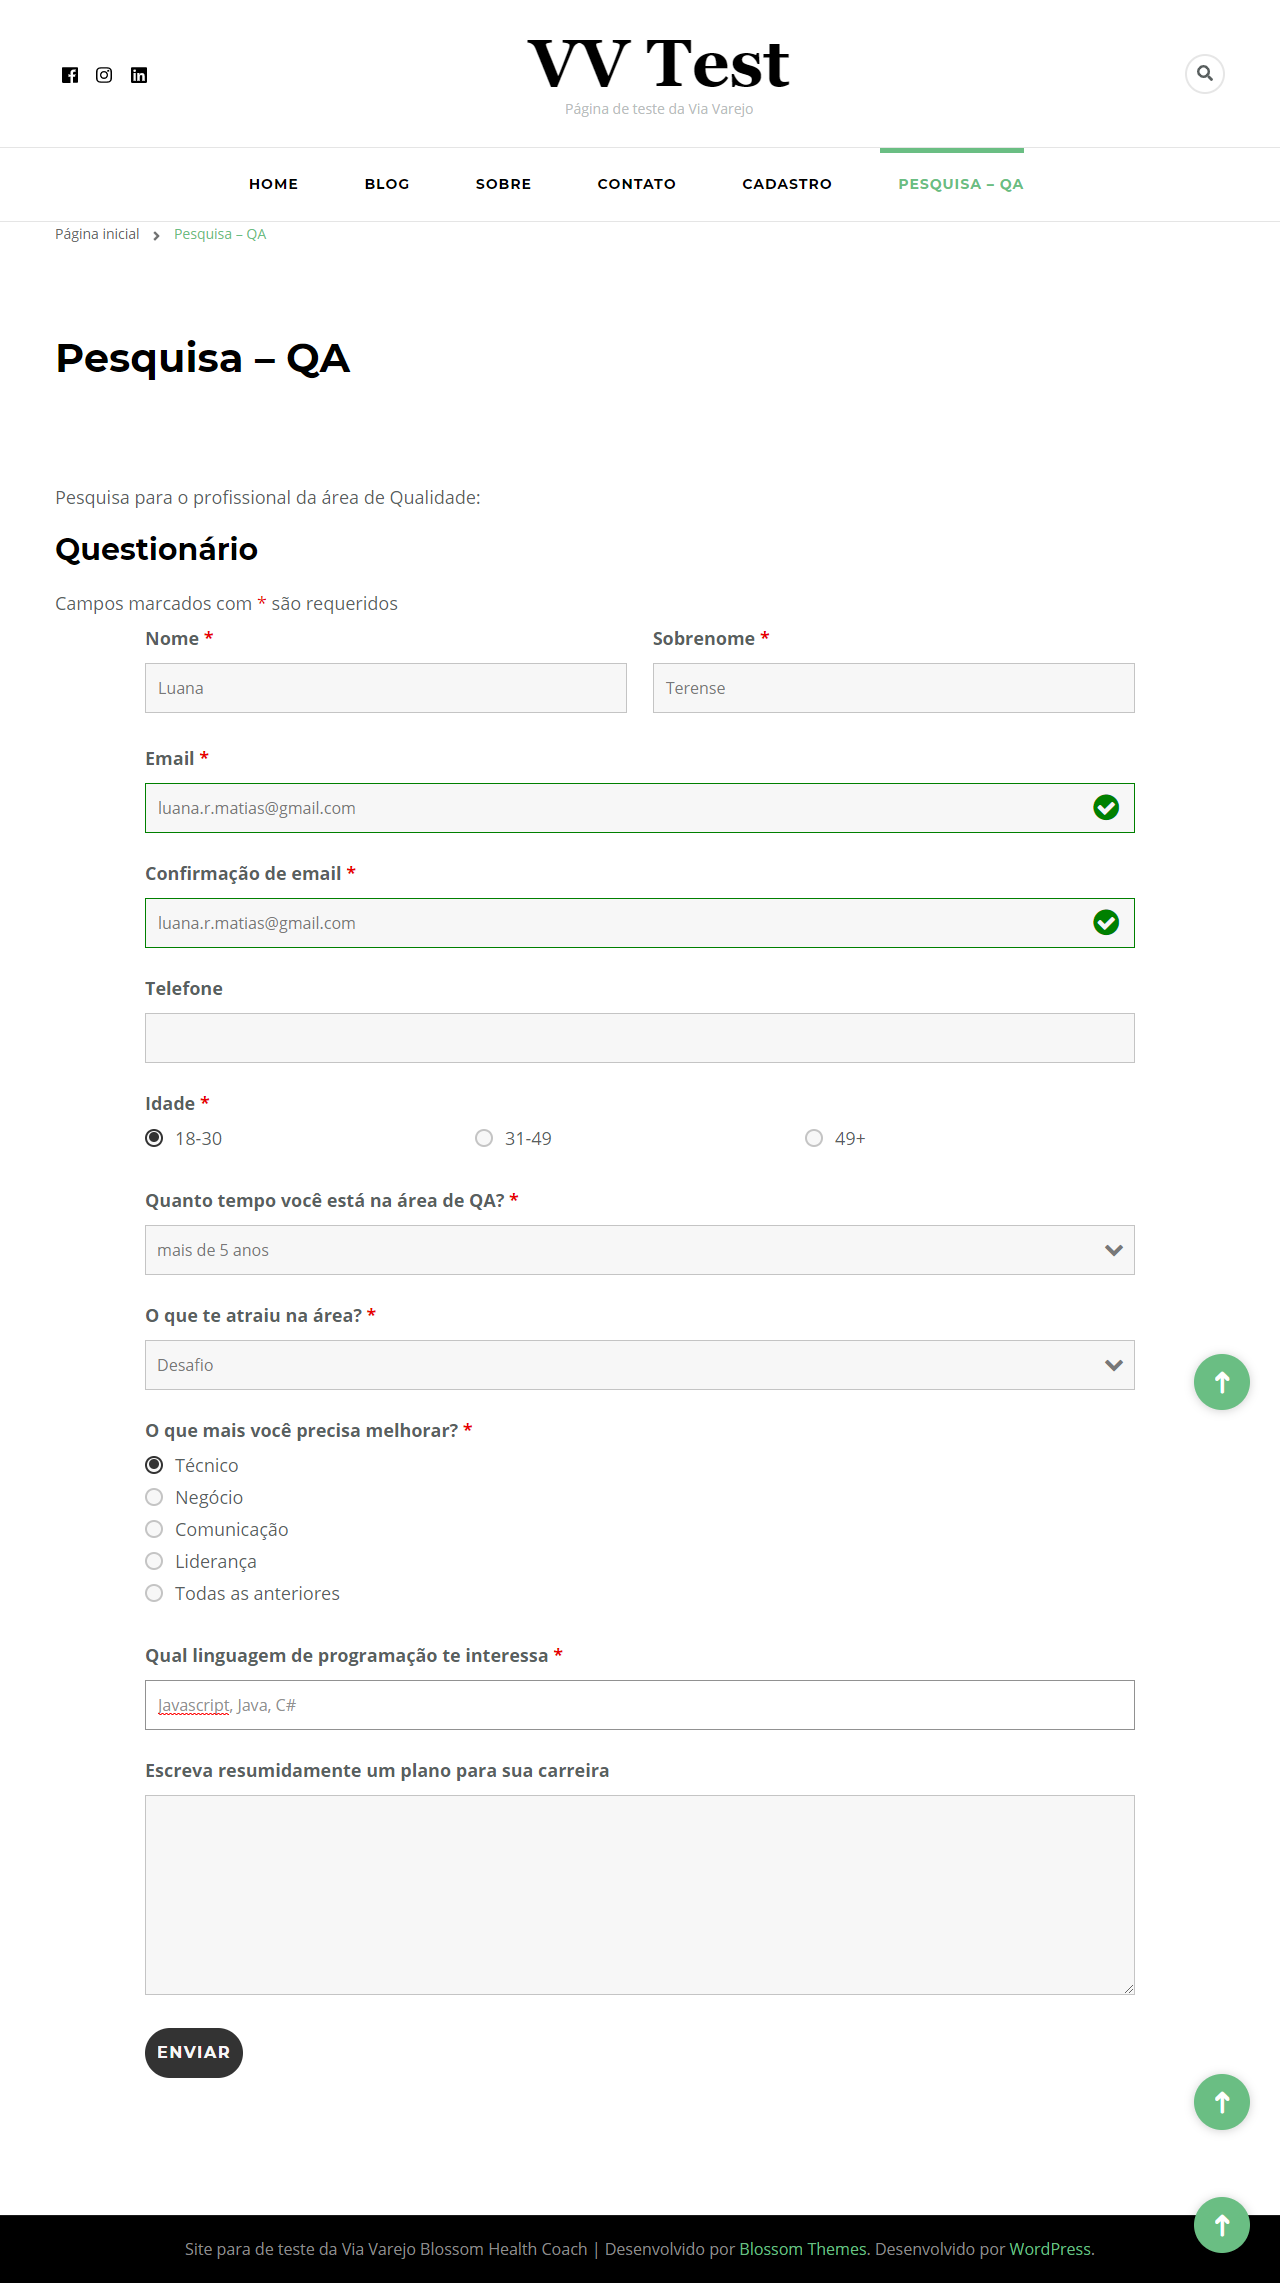 VV Test
Página de teste da Via Varejo
HOME BLOG SOBRE CONTATO CADASTRO PESQUISA – QA
Página inicial Pesquisa – QA
Pesquisa – QA
Pesquisa para o profissional da área de Qualidade:
Questionário
Campos marcados com * são requeridos
Nome * Sobrenome *
Luana Terense
Email *
luana.r.matias@gmail.com
Confirmação de email *
luana.r.matias@gmail.com
Telefone
Idade *
18-30 31-49 49+
Quanto tempo você está na área de QA? *
mais de 5 anos
O que te atraiu na área? *
Desafio
O que mais você precisa melhorar? *
Técnico
Negócio
Comunicação
Liderança
Todas as anteriores
Qual linguagem de programação te interessa *
Javascript, Java, C#
Escreva resumidamente um plano para sua carreira
ENVIAR
Site para de teste da Via Varejo Blossom Health Coach | Desenvolvido por Blossom Themes. Desenvolvido por WordPress.